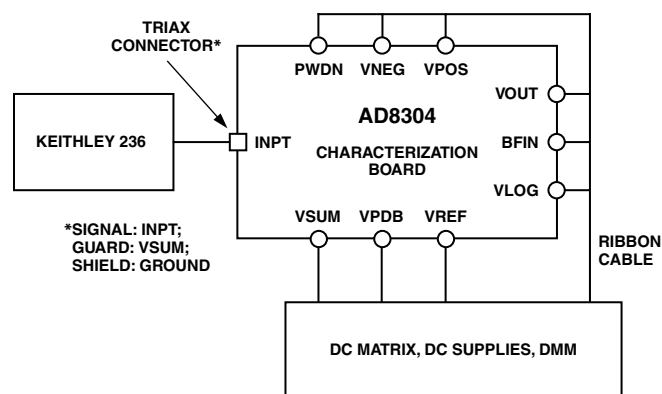 TRIAX
CONNECTOR*
PWDN VNEG VPOS
VOUT
AD8304
KEITHLEY 236
INPT
BFIN
CHARACTERIZATION
BOARD
VLOG
*SIGNAL: INPT;
GUARD: VSUM;
SHIELD: GROUND
VSUM VPDB VREF
RIBBON
CABLE
DC MATRIX, DC SUPPLIES, DMM